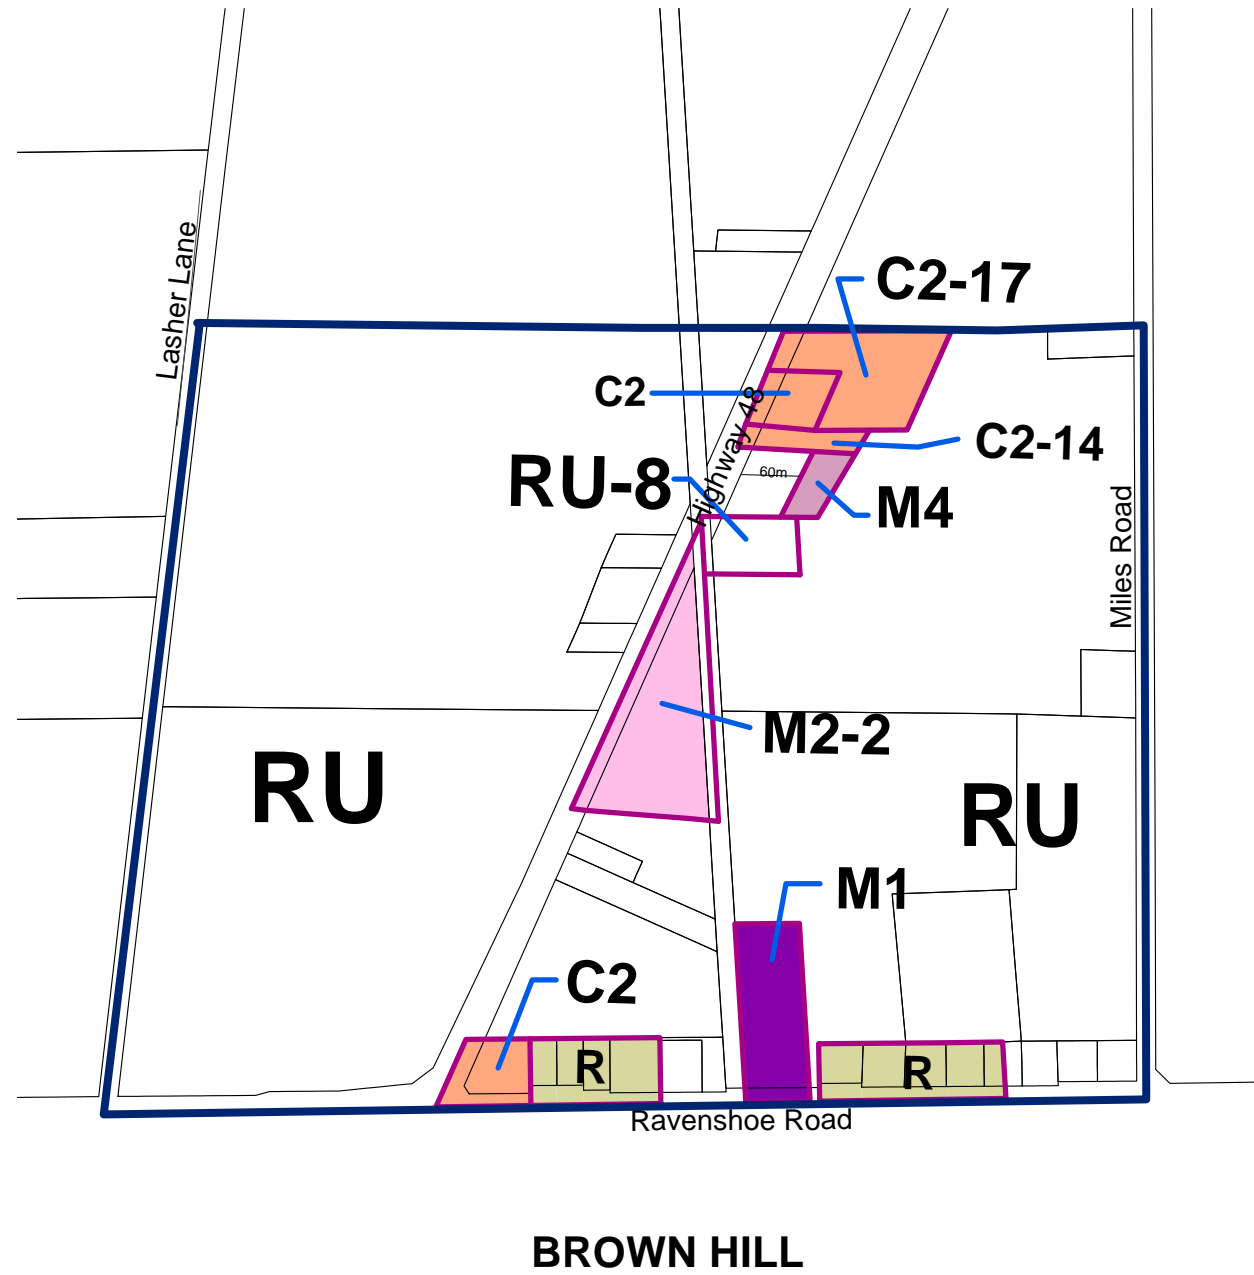 Lasher Lane
C2-17
C2
Highway 48
C2-14
RU-8
60m
M4
Miles Road
M2-2
RU
RU
M1
C2
R
R
Ravenshoe Road
BROWN HILL